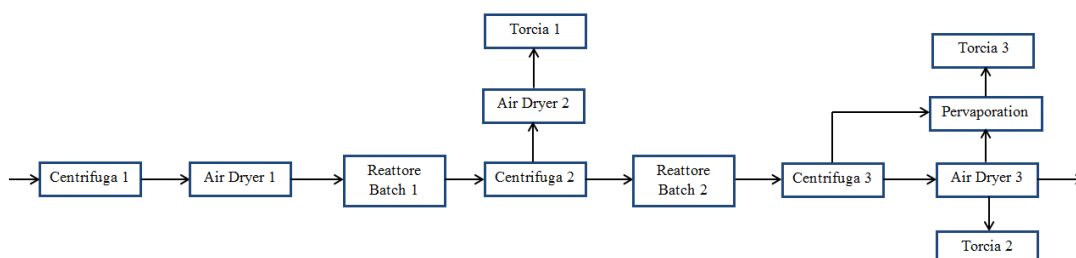 Torcia 1
Torcia 3
Air Dryer 2
Pervaporation
Centrifuga 1
Air Dryer 1
Reattore
Batch 1
Centrifuga 2
Reattore
Batch 2
Centrifuga 3
Air Dryer 3
Torcia 2